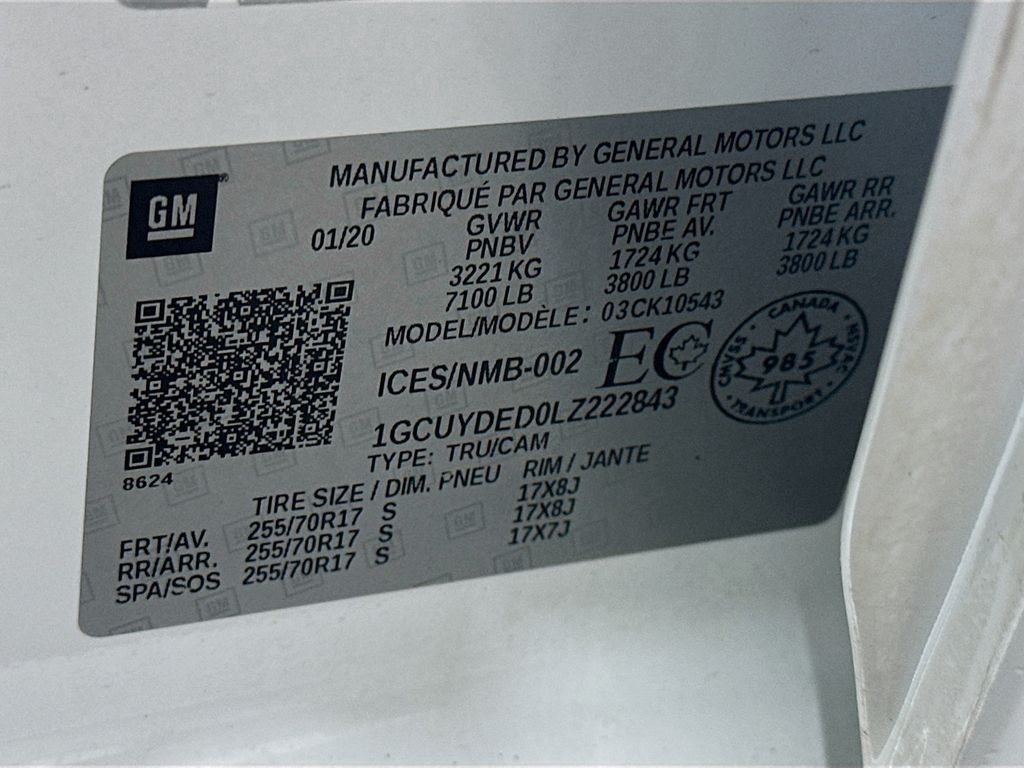 GM
MANUFACTURED BY GENERAL MOTORS LLC
FABRIQUÉ PAR GENERAL MOTORS LLC
01/20
GVWR
PNBV
3221 KG
7100 LB
GAWR FRT
PNBE AV.
1724 KG
3800 LB
GAWR RR
PNBE ARR.
1724 KG
3800 LB
MODEL/MODÈLE: 03CK10543
ICES/NMB-002
EC
CANADA
CMVSS
985
NSVAC
TRANSPORT
1GCUYDED0LZ222843
TYPE: TRU/CAM
8624
TIRE SIZE / DIM. PNEU RIM / JANTE
FRT/AV. 255/70R17 S 17X8J
RR/ARR. 255/70R17 S 17X8J
SPA/SOS 255/70R17 S 17X7J